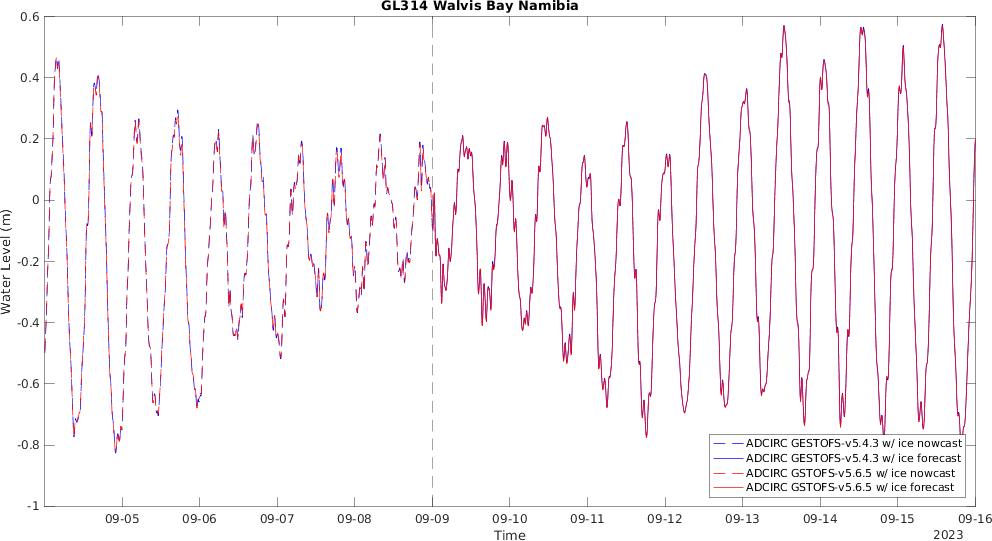 GL314 Walvis Bay Namibia
0.6
0.4
0.2
0
-0.2
-0.4
-0.6
-0.8
-1
Water Level (m)
ADCIRC GESTOFS-v5.4.3 w/ ice nowcast
ADCIRC GESTOFS-v5.4.3 w/ ice forecast
ADCIRC GSTOFS-v5.6.5 w/ ice nowcast
ADCIRC GSTOFS-v5.6.5 w/ ice forecast
09-05 09-06 09-07 09-08 09-09 09-10 09-11 09-12 09-13 09-14 09-15 09-16
Time
2023